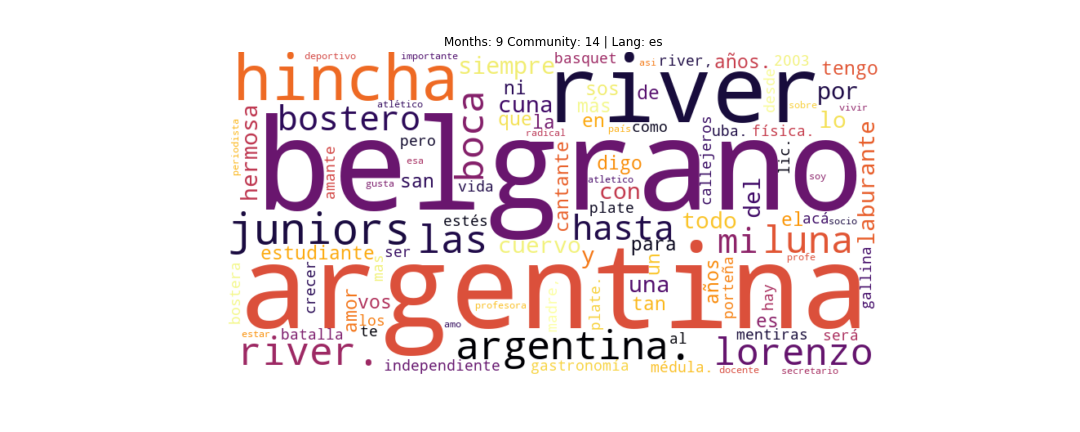 Months: 9 Community: 14 | Lang: es
deportivo importante basquet asi river, años. 2003
hincha siempre river tengo
ni sos de desde por
atlético cuna más sobre vivir
bostero boca que la en callejeros lo
periodista hermosa pero radical país como uba. física.
belgrano
amante esa cantante digo lic. laburante
gusta san vida atletico con del soy
plate
juniors las estés hasta todo el acá socio
mi luna
estudiante ser cuervo y para
argentina
bostera crecer mas un años porteña hay profe gallina
amor vos profesora madre, plate. una tan es
los
estar batalla te amo al mentiras será
river. argentina. lorenzo
independiente gastronomía médula. docente secretario